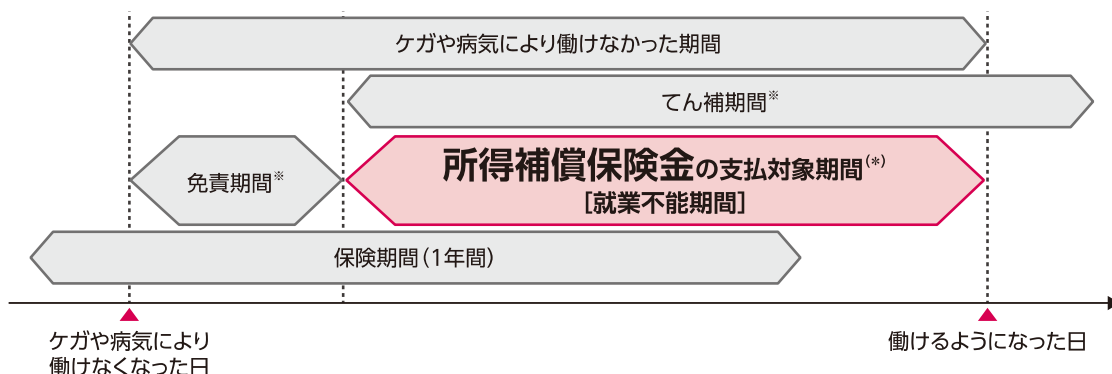 ケガや病気により働けなかった期間
てん補期間※
免責期間※
所得補償保険金の支払対象期間(*)
[就業不能期間]
保険期間(1年間)
ケガや病気により
働けなくなった日
働けるようになった日